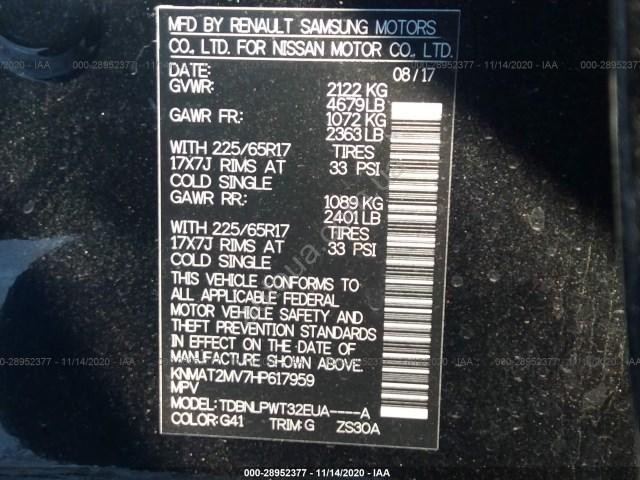 000-28952377 - 11/14/2020 - IAA
MFD BY RENAULT SAMSUNG MOTORS
CO., LTD. FOR NISSAN MOTOR CO., LTD.
DATE: 08/17
GVWR: 2122 KG
4679LB
GAWR FR: 1072 KG
2363LB
WITH 225/65R17 TIRES
17X7J RIMS AT 33 PSI
COLD SINGLE
GAWR RR: 1089 KG
2401LB
WITH 225/65R17 TIRES
17X7J RIMS AT 33 PSI
COLD SINGLE
THIS VEHICLE CONFORMS TO
ALL APPLICABLE FEDERAL
MOTOR VEHICLE SAFETY AND
THEFT PREVENTION STANDARDS
IN EFFECT ON THE DATE OF
MANUFACTURE SHOWN ABOVE.
KNMAT2MV7HP617959
MPV
MODEL:TDBNLPWT32EUA----A
COLOR:G41 TRIM:G ZS30A
000-28952377 - 11/14/2020 - IAA